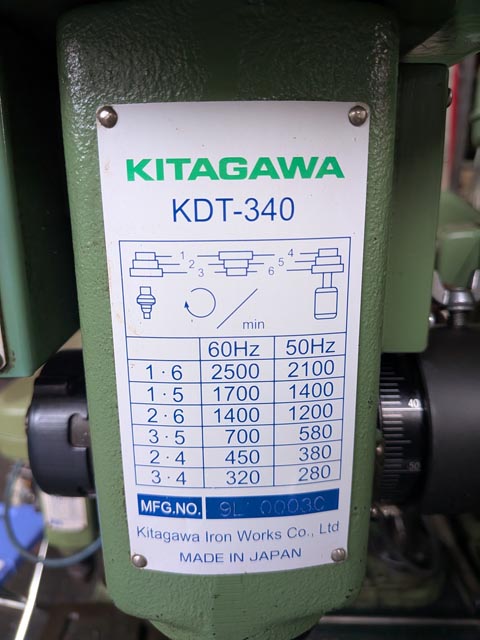 KITAGAWA
KDT-340
1 2 3 4 5 6
min
60Hz 50Hz
1·6 2500 2100
1·5 1700 1400
2·6 1400 1200
3·5 700 580
2·4 450 380
3·4 320 280
MFG.NO. 9L 0003C
Kitagawa Iron Works Co., Ltd
MADE IN JAPAN
40
50